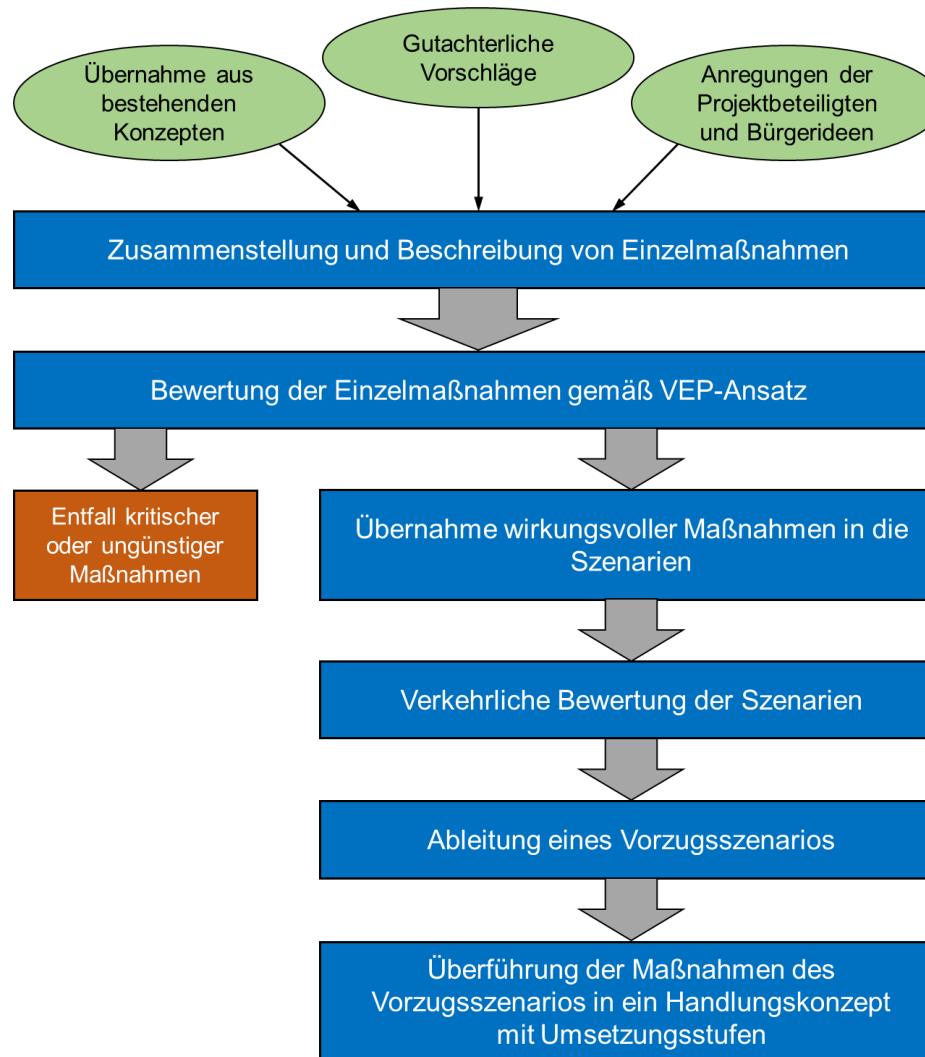 Übernahme aus
bestehenden
Konzepten
Gutachterliche
Vorschläge
Anregungen der
Projektbeteiligten
und Bürgerideen
Zusammenstellung und Beschreibung von Einzelmaßnahmen
Bewertung der Einzelmaßnahmen gemäß VEP-Ansatz
Entfall kritischer
oder ungünstiger
Maßnahmen
Übernahme wirkungsvoller Maßnahmen in die
Szenarien
Verkehrliche Bewertung der Szenarien
Ableitung eines Vorzugsszenarios
Überführung der Maßnahmen des
Vorzugsszenarios in ein Handlungskonzept
mit Umsetzungsstufen